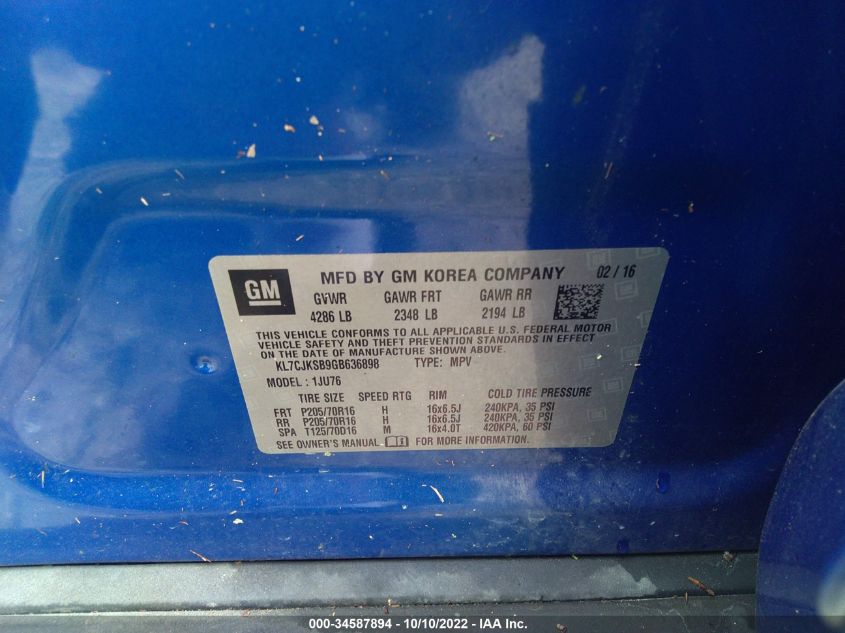 GM
MFD BY GM KOREA COMPANY 02 / 16
GVWR GAWR FRT GAWR RR
4286 LB 2348 LB 2194 LB
THIS VEHICLE CONFORMS TO ALL APPLICABLE U.S. FEDERAL MOTOR
VEHICLE SAFETY AND THEFT PREVENTION STANDARDS IN EFFECT
ON THE DATE OF MANUFACTURE SHOWN ABOVE.
KL7CJKSB9GB636898 TYPE: MPV
MODEL: 1JU76
TIRE SIZE SPEED RTG RIM COLD TIRE PRESSURE
FRT P205/70R16 H 16x6.5J 240KPA, 35 PSI
RR P205/70R16 H 16x6.5J 240KPA, 35 PSI
SPA T125/70D16 M 16x4.0T 420KPA, 60 PSI
SEE OWNER'S MANUAL FOR MORE INFORMATION.
000-34587894 - 10/10/2022 - IAA Inc.